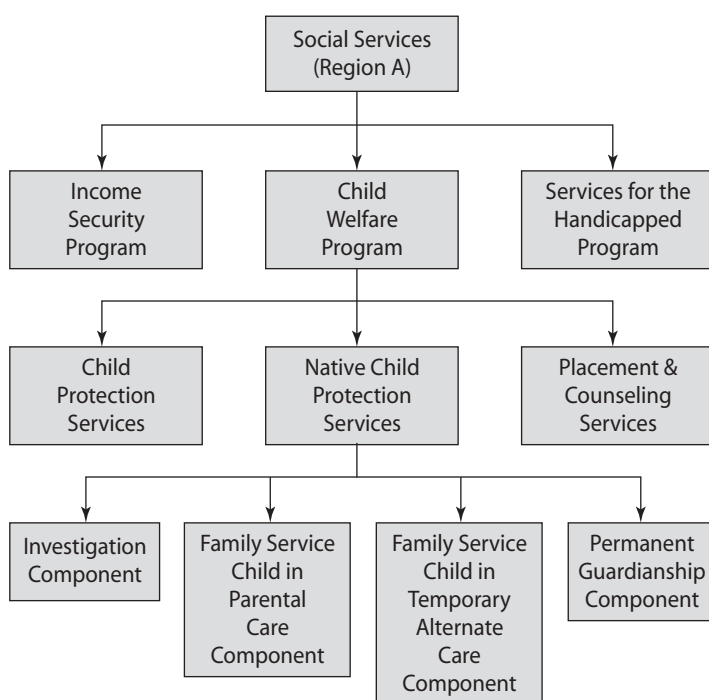 Social Services
(Region A)
Income
Security
Program
Child
Welfare
Program
Services for the
Handicapped
Program
Child
Protection
Services
Native Child
Protection
Services
Placement &
Counseling
Services
Investigation
Component
Family Service
Child in
Parental
Care
Component
Family Service
Child in
Temporary
Alternate
Care
Component
Permanent
Guardianship
Component